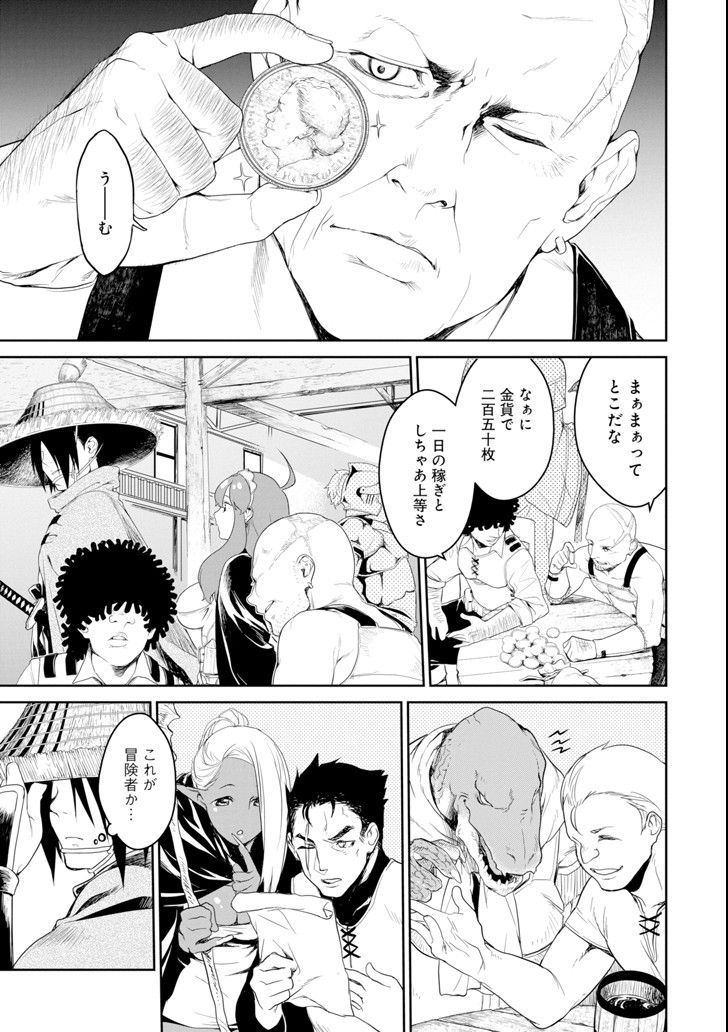 うーむ
まぁまぁって
とこだな
なぁに
金貨で
二百五十枚
一日の稼ぎと
しちゃあ上等さ
これが
冒険者か…